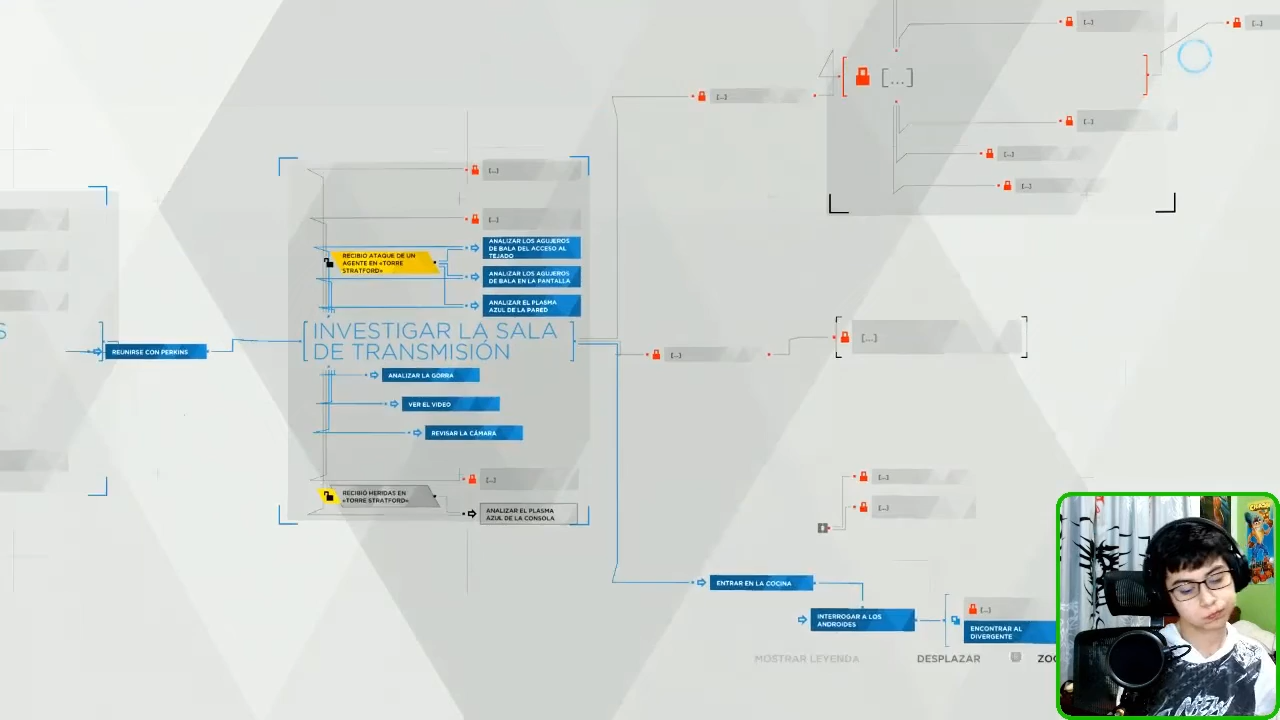 [...]
[...]
[...]
[...]
[...]
[...]
[...]
[...]
[...]
[...]
ANALIZAR LOS AGUJEROS
DE BALA DEL ACCESO AL
TEJADO
RECIBIÓ ATAQUE DE UN
AGENTE EN «TORRE
STRATFORD»
ANALIZAR LOS AGUJEROS
DE BALA EN LA PANTALLA
ANALIZAR EL PLASMA
AZUL DE LA PARED
S
INVESTIGAR LA SALA
DE TRANSMISIÓN
[...]
REUNIRSE CON PERKINS
[...]
ANALIZAR LA GORRA
VER EL VIDEO
REVISAR LA CÁMARA
[...]
[...]
RECIBIÓ HERIDAS EN
«TORRE STRATFORD»
[...]
ANALIZAR EL PLASMA
AZUL DE LA CONSOLA
ENTRAR EN LA COCINA
[...]
INTERROGAR A LOS
ANDROIDES
ENCONTRAR AL
DIVERGENTE
MOSTRAR LEYENDA
DESPLAZAR
ZOO
CRASH